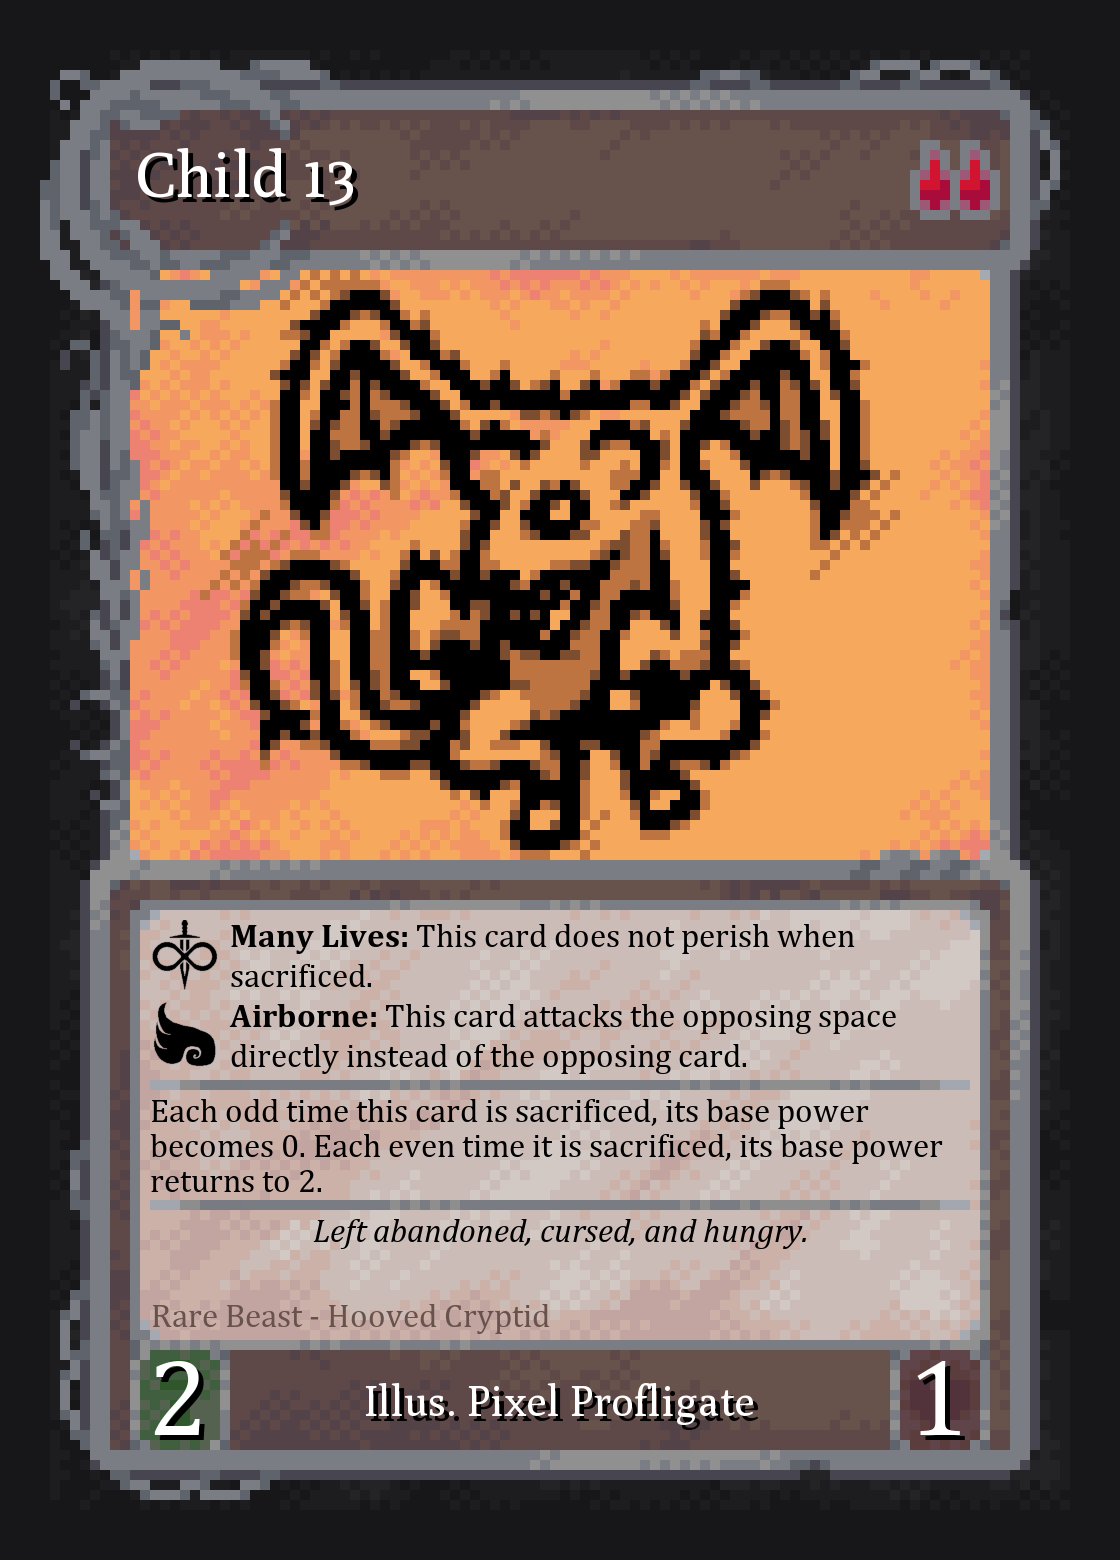 Child 13
Many Lives: This card does not perish when
sacrificed.
Airborne: This card attacks the opposing space
directly instead of the opposing card.
Each odd time this card is sacrificed, its base power
becomes 0. Each even time it is sacrificed, its base power
returns to 2.
Left abandoned, cursed, and hungry.
Rare Beast - Hooved Cryptid
2
Illus. Pixel Profligate
1